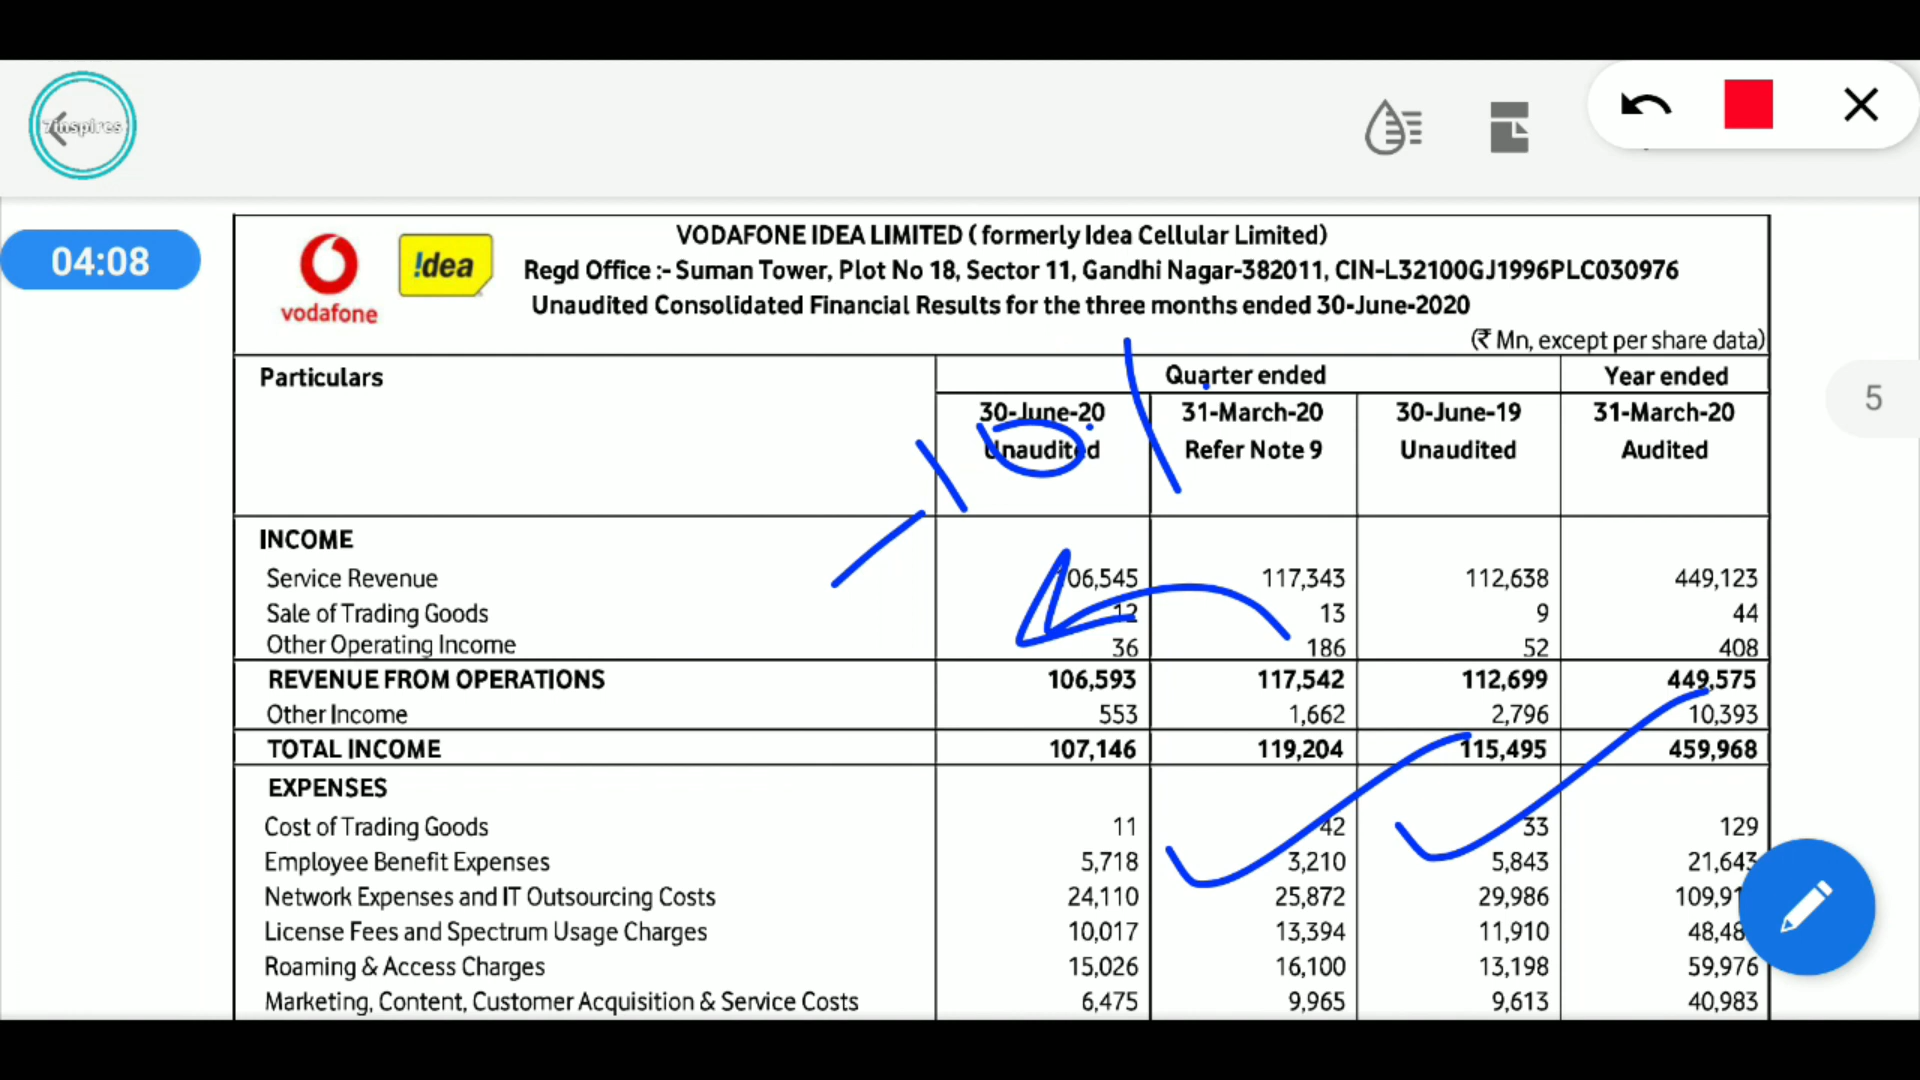 7inspires
04:08
vodafone
!dea
VODAFONE IDEA LIMITED ( formerly Idea Cellular Limited)
Regd Office :- Suman Tower, Plot No 18, Sector 11, Gandhi Nagar-382011, CIN-L32100GJ1996PLC030976
Unaudited Consolidated Financial Results for the three months ended 30-June-2020
(₹ Mn, except per share data)
Particulars Quarter ended Year ended
5
30-June-20 31-March-20 30-June-19 31-March-20
Unaudited Refer Note 9 Unaudited Audited
INCOME
Service Revenue 06,545 117,343 112,638 449,123
Sale of Trading Goods 12 13 9 44
Other Operating Income 36 186 52 408
REVENUE FROM OPERATIONS 106,593 117,542 112,699 449,575
Other Income 553 1,662 2,796 10,393
TOTAL INCOME 107,146 119,204 115,495 459,968
EXPENSES
Cost of Trading Goods 11 42 33 129
Employee Benefit Expenses 5,718 3,210 5,843 21,643
Network Expenses and IT Outsourcing Costs 24,110 25,872 29,986
License Fees and Spectrum Usage Charges 10,017 13,394 11,910
Roaming & Access Charges 15,026 16,100 13,198 59,976
Marketing, Content, Customer Acquisition & Service Costs 6,475 9,965 9,613 40,983